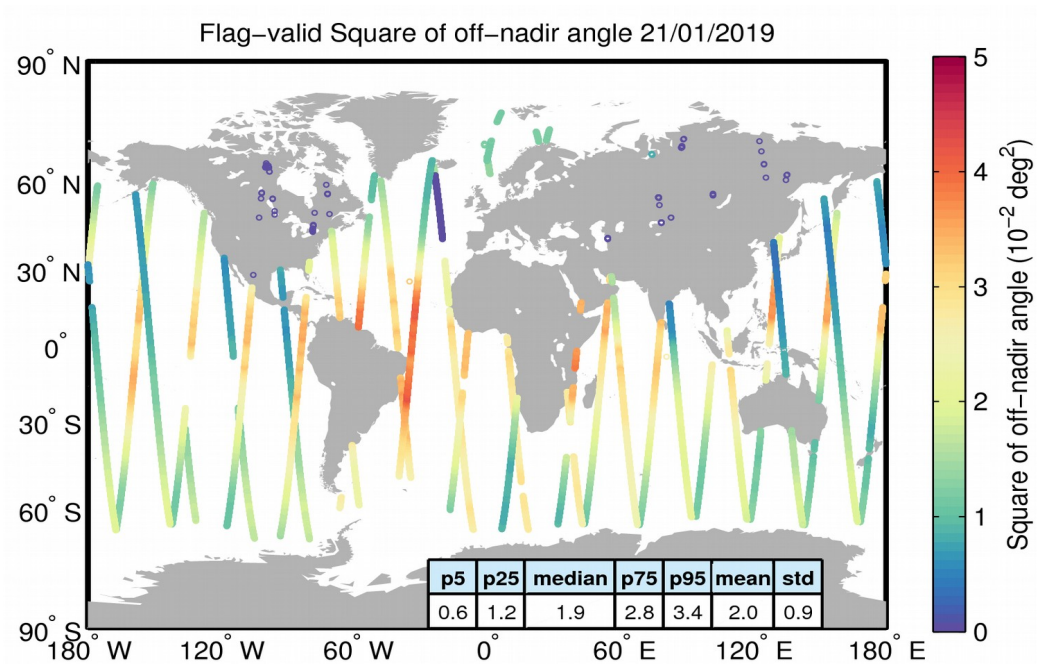 Flag-valid Square of off-nadir angle 21/01/2019
90° N
60° N
30° N
0°
30° S
60° S
90° S
180° W
120° W
60° W
0°
60° E
120° E
180° E
p5 p25 median p75 p95 mean std
0.6 1.2 1.9 2.8 3.4 2.0 0.9
5
4
3
2
1
0
Square of off-nadir angle (10⁻² deg²)